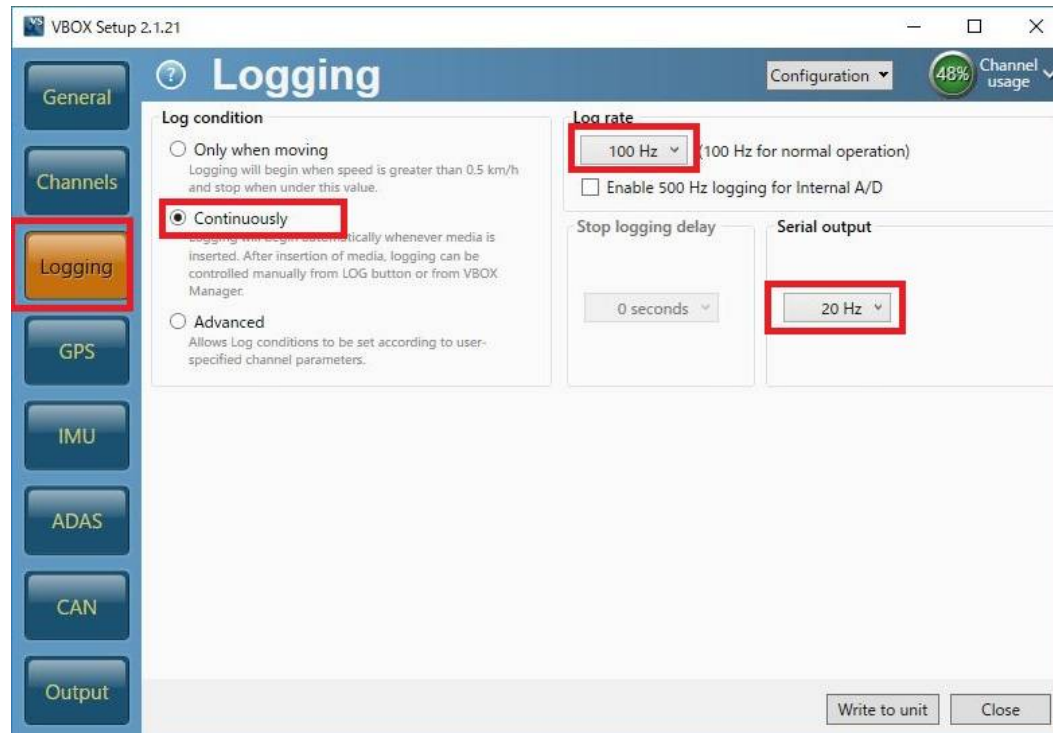 VBOX Setup 2.1.21
General
Channels
Logging
GPS
IMU
ADAS
CAN
Output
? Logging
Configuration
48%
Channel
usage
Log condition
Only when moving
Logging will begin when speed is greater than 0.5 km/h
and stop when under this value.
Continuously
Logging will begin automatically whenever media is
inserted. After insertion of media, logging can be
controlled manually from LOG button or from VBOX
Manager.
Advanced
Allows Log conditions to be set according to user-
specified channel parameters.
Log rate
100 Hz (100 Hz for normal operation)
Enable 500 Hz logging for Internal A/D
Stop logging delay
0 seconds
Serial output
20 Hz
Write to unit
Close